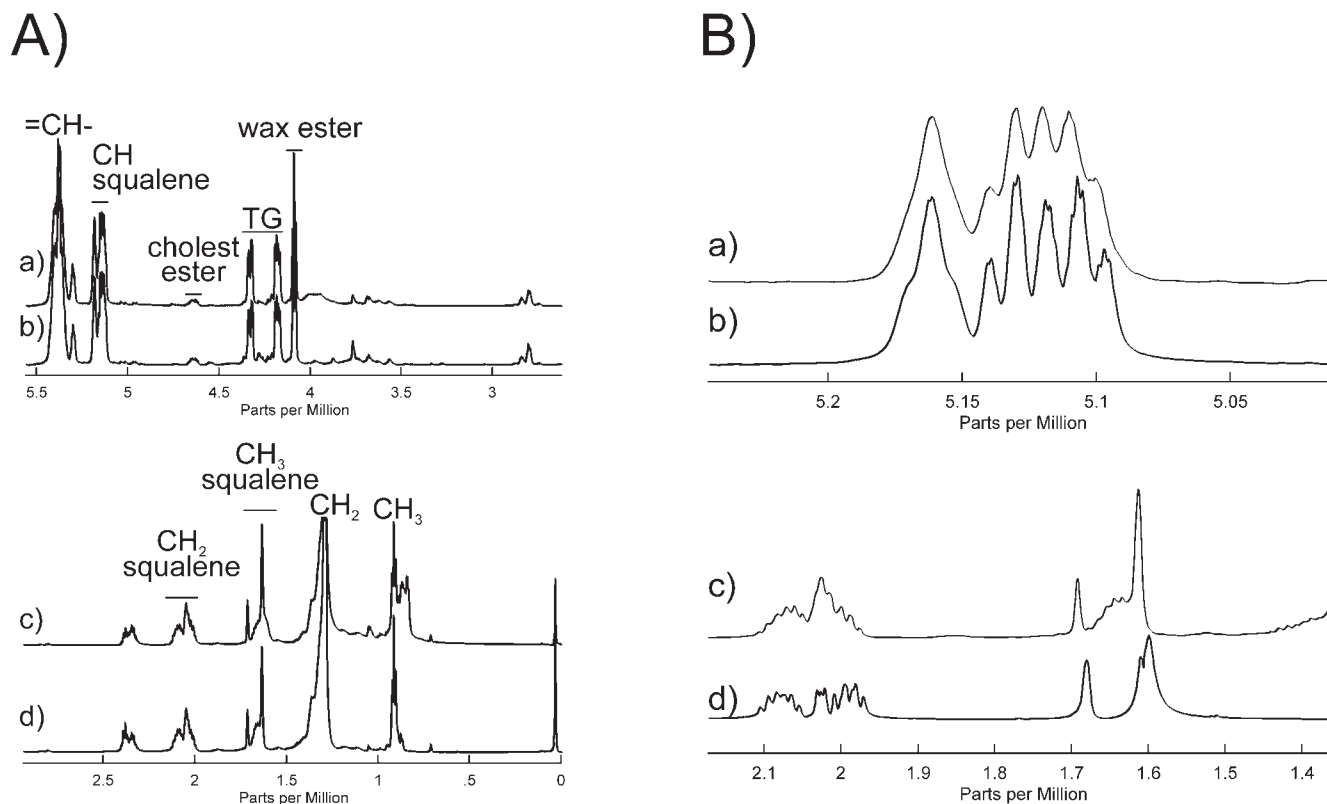 A)
=CH-
CH
squalene
wax ester
TG
cholest
ester
a)
b)
5.5 5 4.5 4 3.5 3
Parts per Million
CH₃
squalene
CH₂
CH₃
CH₂
squalene
c)
d)
2.5 2 1.5 1 .5 0
Parts per Million
B)
a)
b)
5.2 5.15 5.1 5.05
Parts per Million
c)
d)
2.1 2 1.9 1.8 1.7 1.6 1.5 1.4
Parts per Million